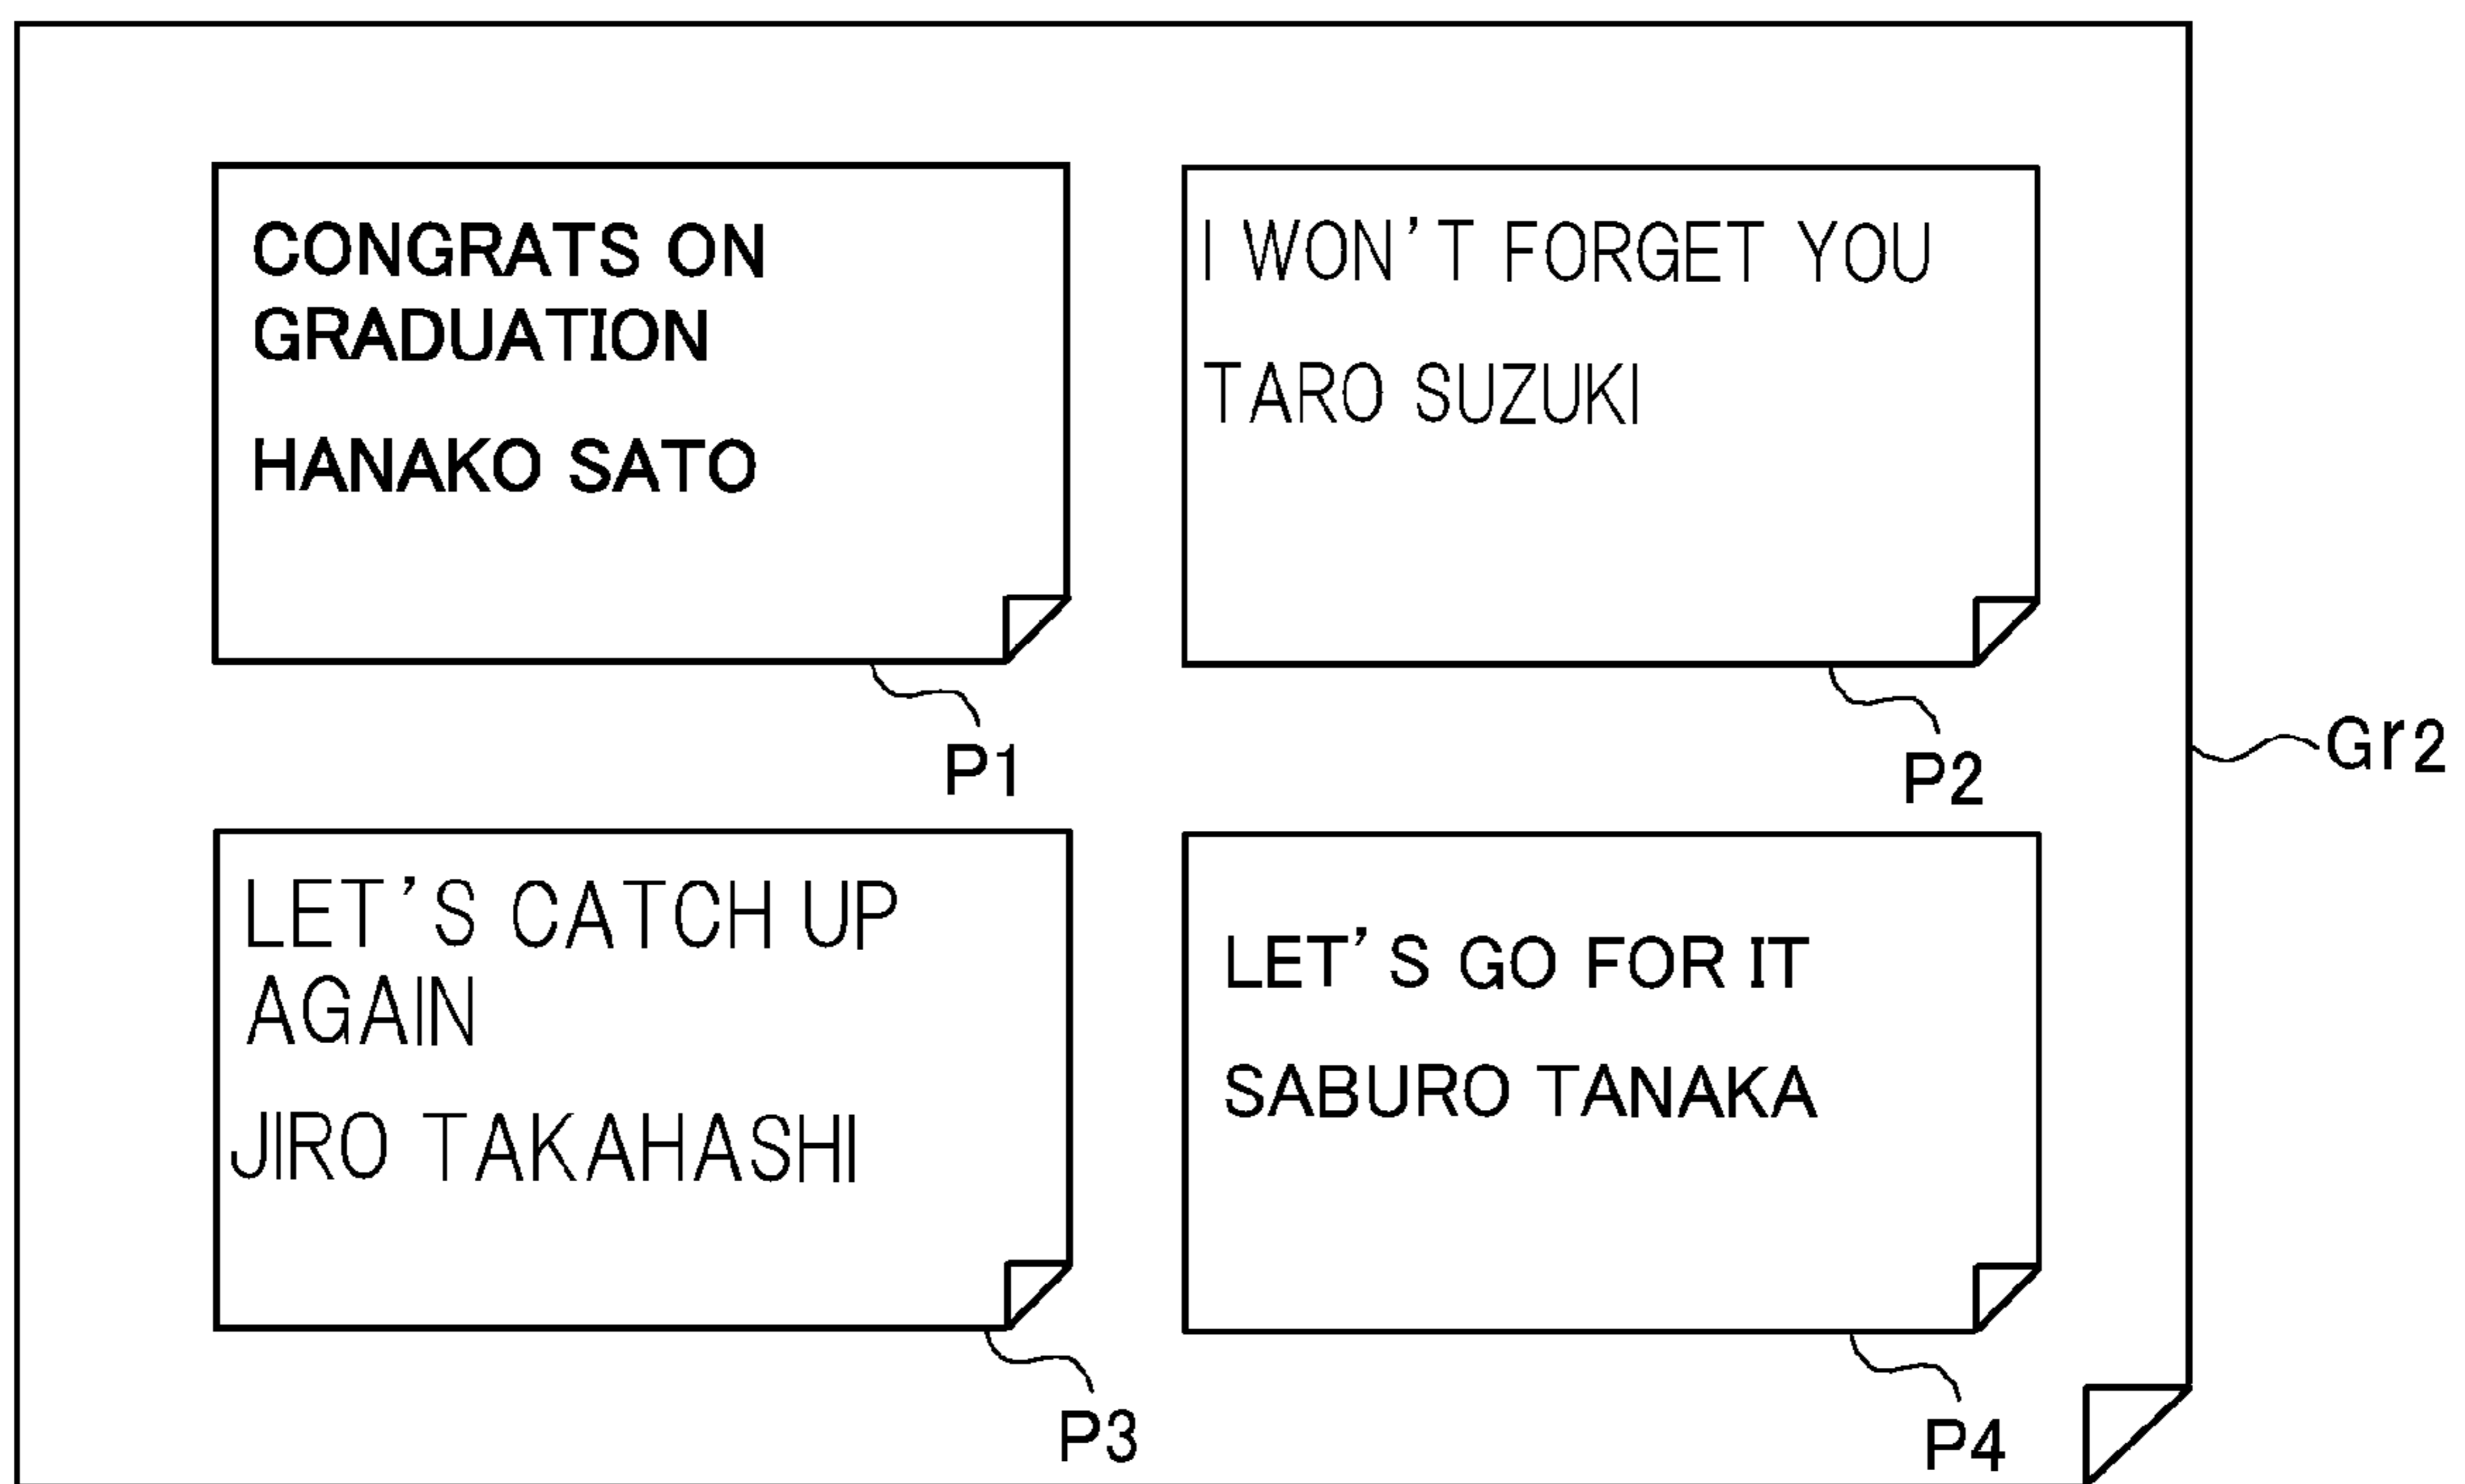 CONGRATS ON
GRADUATION
HANAKO SATO
P1
I WON'T FORGET YOU
TARO SUZUKI
P2
Gr2
LET'S CATCH UP
AGAIN
JIRO TAKAHASHI
P3
LET'S GO FOR IT
SABURO TANAKA
P4